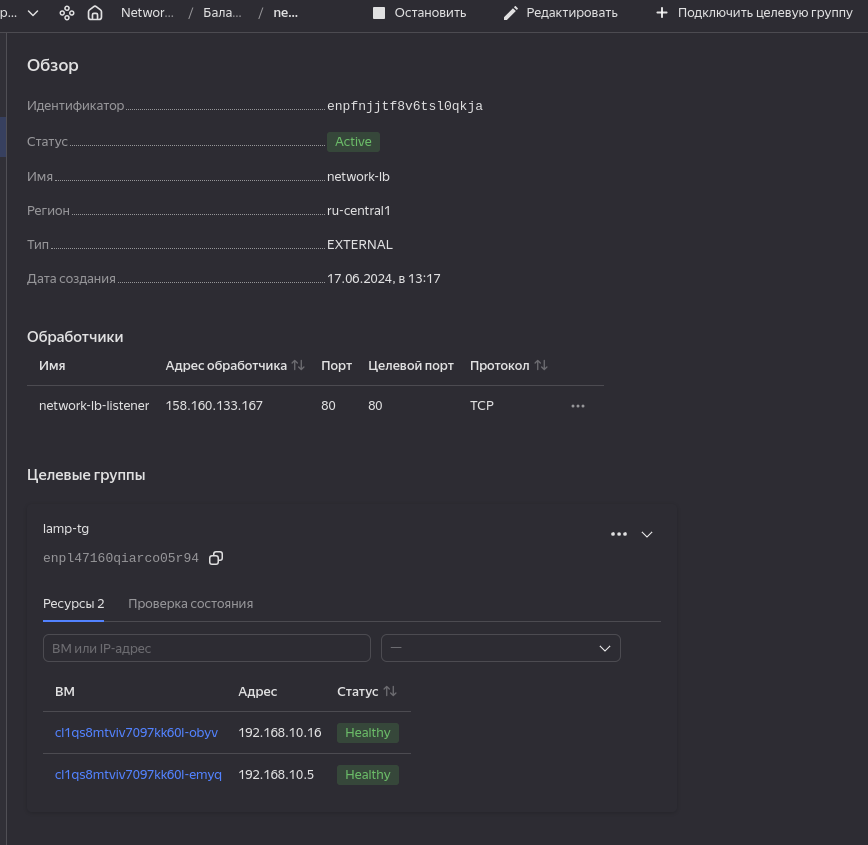 р... Networ... / Бала... / ne... Остановить Редактировать Подключить целевую группу
Обзор
Идентификатор enpfnjjtf8v6tsl0qkja
Статус Active
Имя network-lb
Регион ru-central1
Тип EXTERNAL
Дата создания 17.06.2024, в 13:17
Обработчики
Имя Адрес обработчика Порт Целевой порт Протокол
network-lb-listener 158.160.133.167 80 80 TCP
Целевые группы
lamp-tg
enpl47160qiarco05r94
Ресурсы 2 Проверка состояния
ВМ или IP-адрес —
ВМ Адрес Статус
cl1qs8mtviv7097kk60l-obyv 192.168.10.16 Healthy
cl1qs8mtviv7097kk60l-emyq 192.168.10.5 Healthy